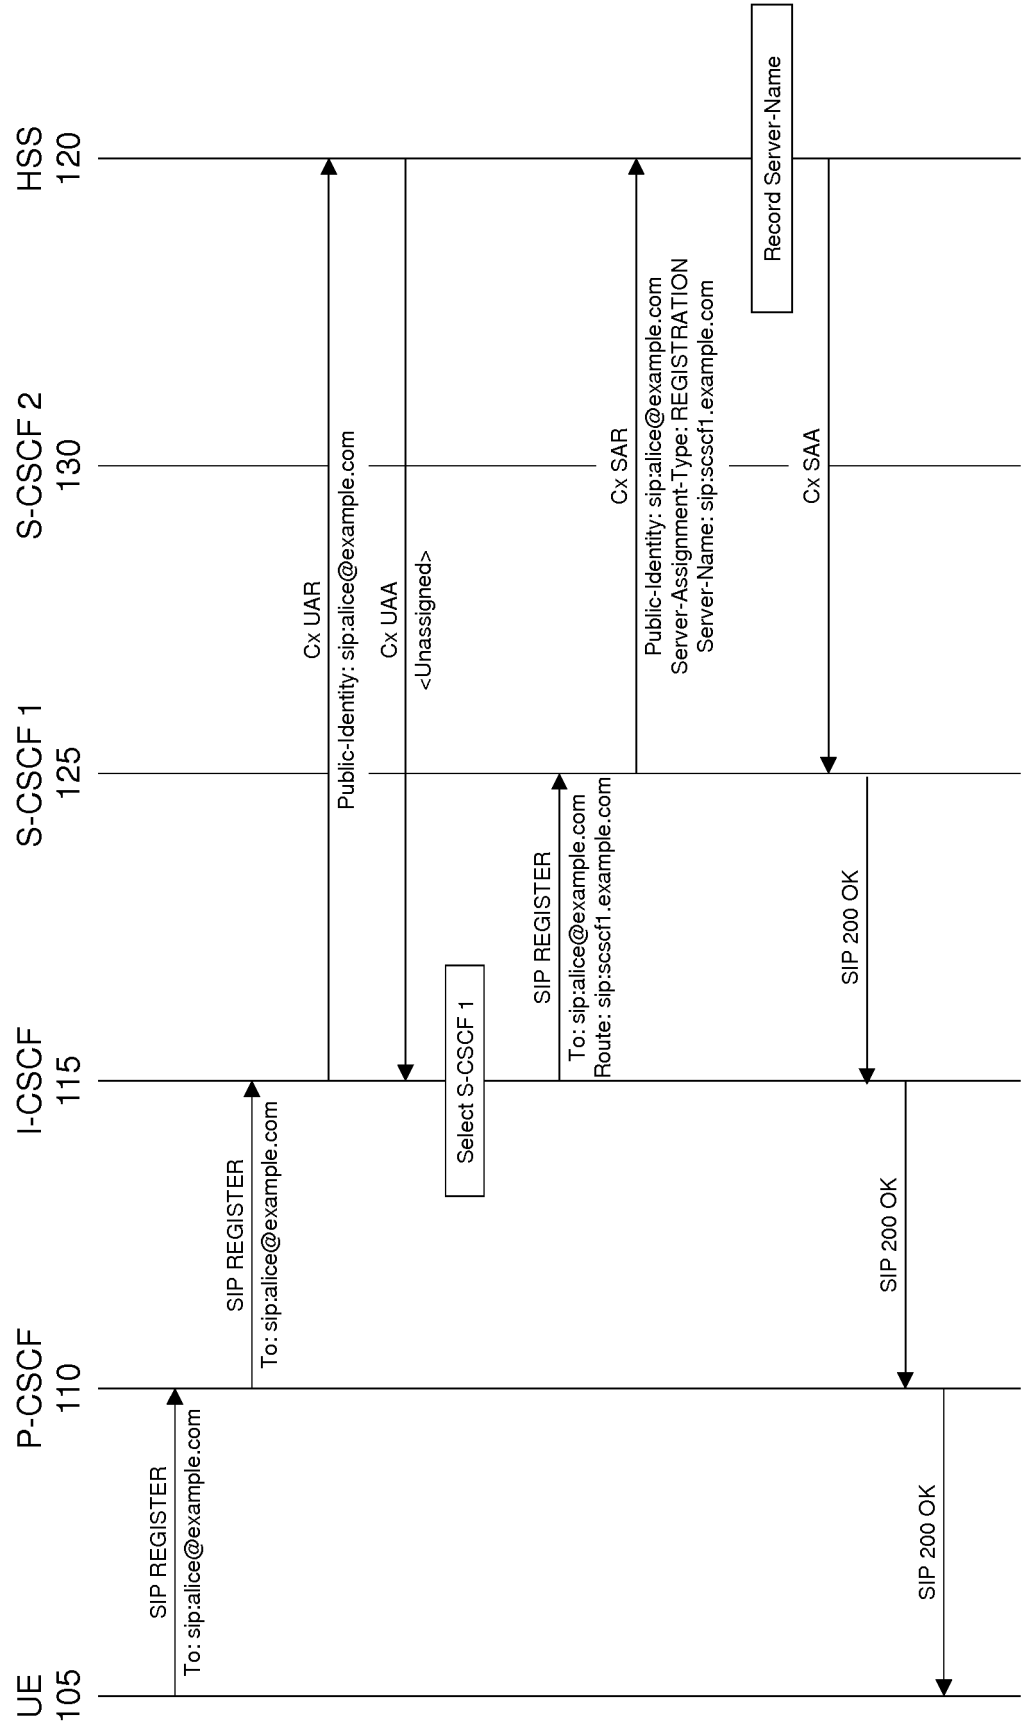 UE
105
P-CSCF
110
I-CSCF
115
S-CSCF 1
125
S-CSCF 2
130
HSS
120
SIP REGISTER
To: sip:alice@example.com
SIP REGISTER
To: sip:alice@example.com
Cx UAR
Public-Identity: sip:alice@example.com
Cx UAA
<Unassigned>
Select S-CSCF 1
SIP REGISTER
To: sip:alice@example.com
Route: sip:scscf1.example.com
Cx SAR
Public-Identity: sip:alice@example.com
Server-Assignment-Type: REGISTRATION
Server-Name: sip:scscf1.example.com
Record Server-Name
Cx SAA
SIP 200 OK
SIP 200 OK
SIP 200 OK